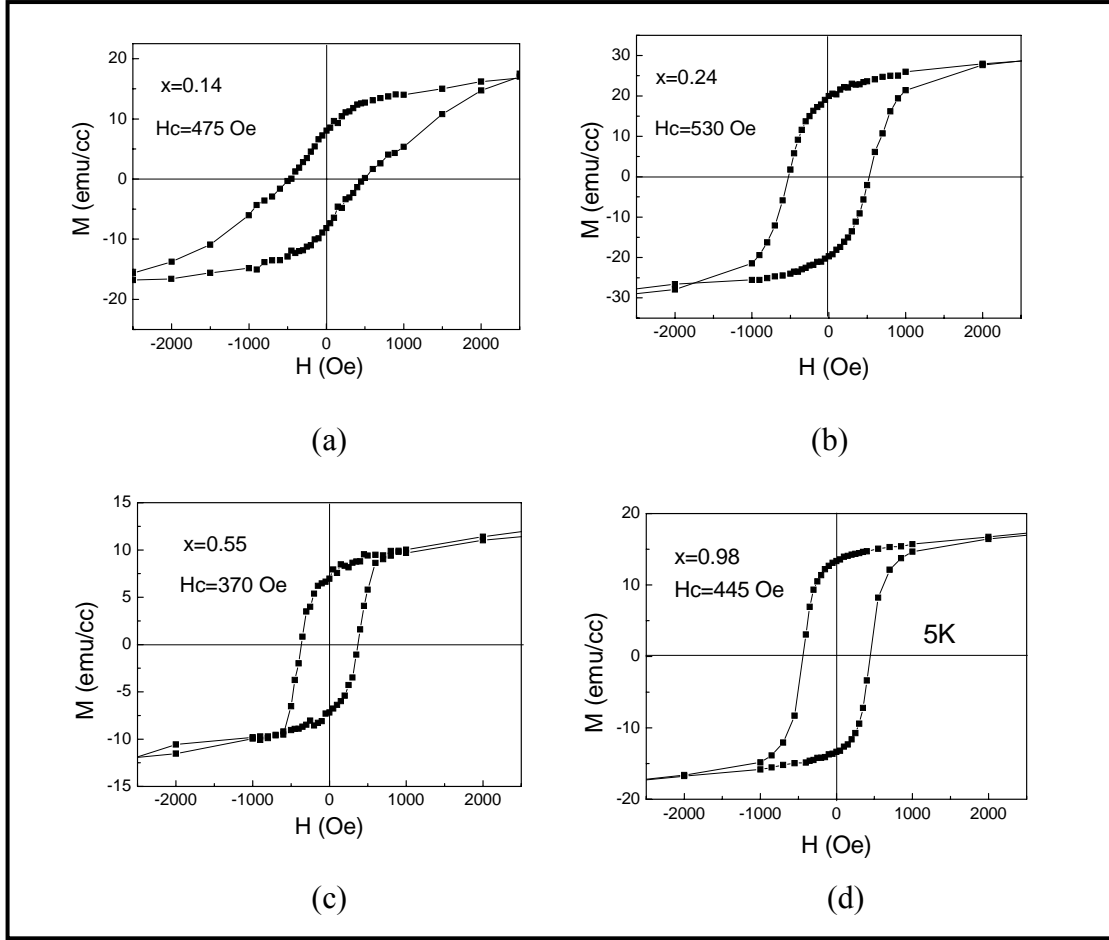 20
10
0
-10
-20
M (emu/cc)
x=0.14
Hc=475 Oe
-2000 -1000 0 1000 2000
H (Oe)
(a)
30
20
10
0
-10
-20
-30
M (emu/cc)
x=0.24
Hc=530 Oe
-2000 -1000 0 1000 2000
H (Oe)
(b)
15
10
5
0
-5
-10
-15
M (emu/cc)
x=0.55
Hc=370 Oe
-2000 -1000 0 1000 2000
H (Oe)
(c)
20
10
0
-10
-20
M (emu/cc)
x=0.98
Hc=445 Oe
5K
-2000 -1000 0 1000 2000
H (Oe)
(d)